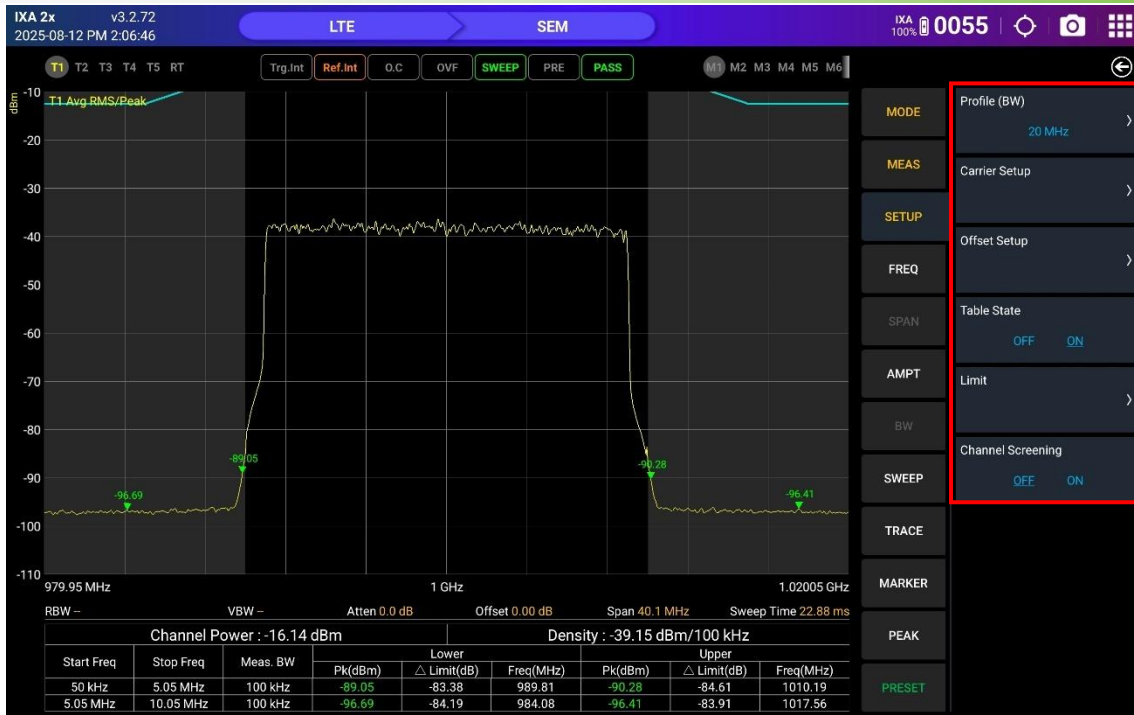 IXA 2x v3.2.72
2025-08-12 PM 2:06:46
LTE SEM
IXA 100% 0055
T1 T2 T3 T4 T5 RT
Trg.Int Ref.Int O.C OVF SWEEP PRE PASS
M1 M2 M3 M4 M5 M6
dBm
T1 Avg RMS/Peak
-10
-20
-30
-40
-50
-60
-70
-80
-90
-100
-110
-89.05
-90.28
-96.69
-96.41
979.95 MHz 1 GHz 1.02005 GHz
RBW -- VBW -- Atten 0.0 dB Offset 0.00 dB Span 40.1 MHz Sweep Time 22.88 ms
Channel Power : -16.14 dBm Density : -39.15 dBm/100 kHz
Start Freq Stop Freq Meas. BW Lower Upper
Pk(dBm) △ Limit(dB) Freq(MHz) Pk(dBm) △ Limit(dB) Freq(MHz)
50 kHz 5.05 MHz 100 kHz -89.05 -83.38 989.81 -90.28 -84.61 1010.19
5.05 MHz 10.05 MHz 100 kHz -96.69 -84.19 984.08 -96.41 -83.91 1017.56
MODE
MEAS
SETUP
FREQ
SPAN
AMPT
BW
SWEEP
TRACE
MARKER
PEAK
PRESET
Profile (BW)
20 MHz
Carrier Setup
Offset Setup
Table State
OFF ON
Limit
Channel Screening
OFF ON